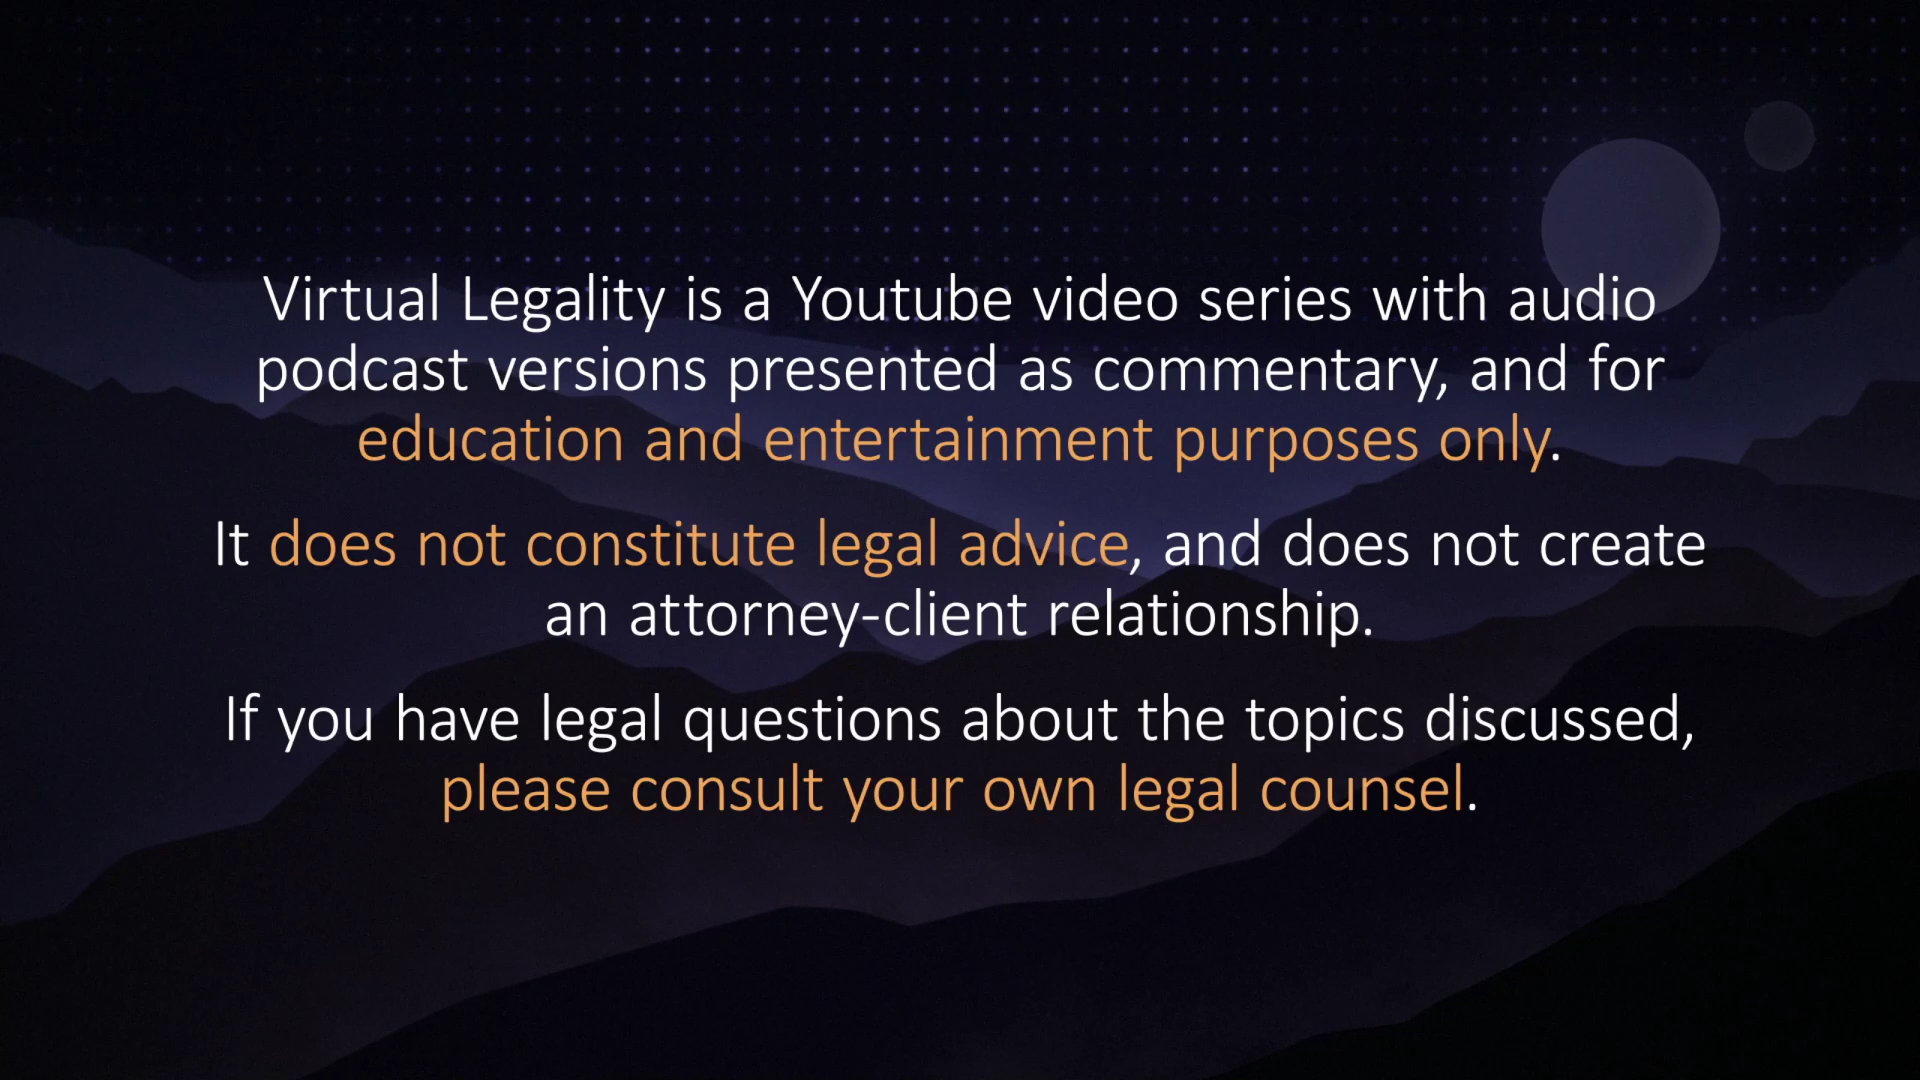 Virtual Legality is a Youtube video series with audio
podcast versions presented as commentary, and for
education and entertainment purposes only.
It does not constitute legal advice, and does not create
an attorney-client relationship.
If you have legal questions about the topics discussed,
please consult your own legal counsel.